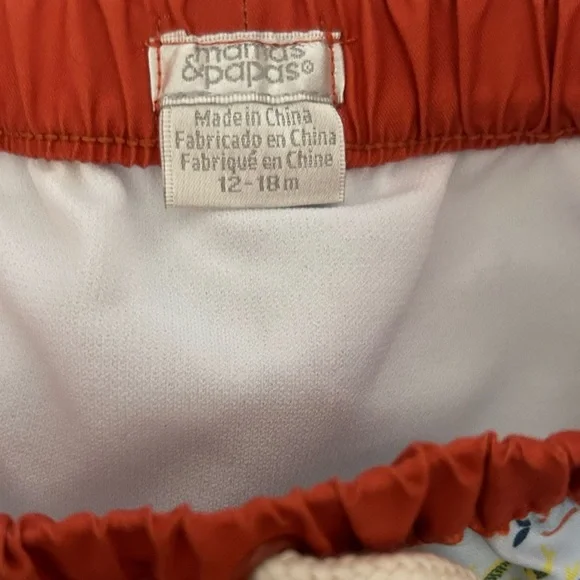 mamas
&papas®
Made in China
Fabricado en China
Fabriqué en Chine
12-18m